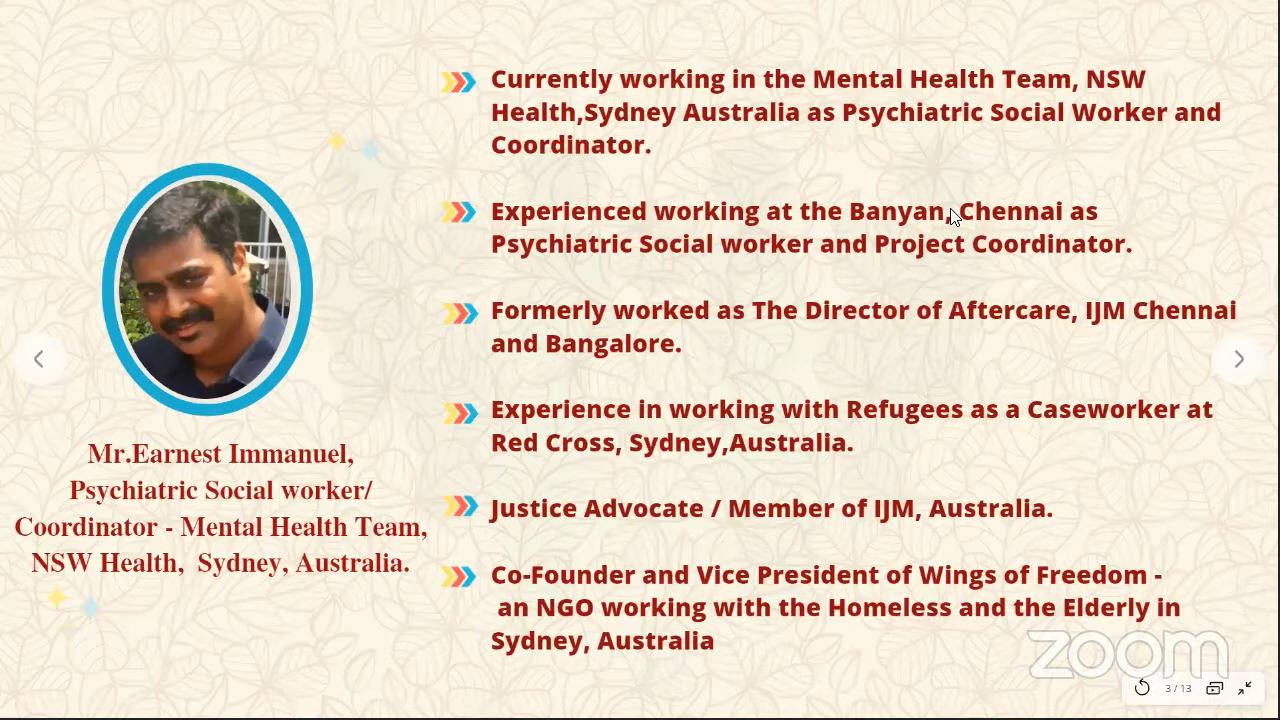 Currently working in the Mental Health Team, NSW
Health,Sydney Australia as Psychiatric Social Worker and
Coordinator.
Experienced working at the Banyan, Chennai as
Psychiatric Social worker and Project Coordinator.
Formerly worked as The Director of Aftercare, IJM Chennai
and Bangalore.
Experience in working with Refugees as a Caseworker at
Red Cross, Sydney,Australia.
Justice Advocate / Member of IJM, Australia.
Co-Founder and Vice President of Wings of Freedom -
an NGO working with the Homeless and the Elderly in
Sydney, Australia
Mr.Earnest Immanuel,
Psychiatric Social worker/
Coordinator - Mental Health Team,
NSW Health,  Sydney, Australia.
zoom
3 / 13